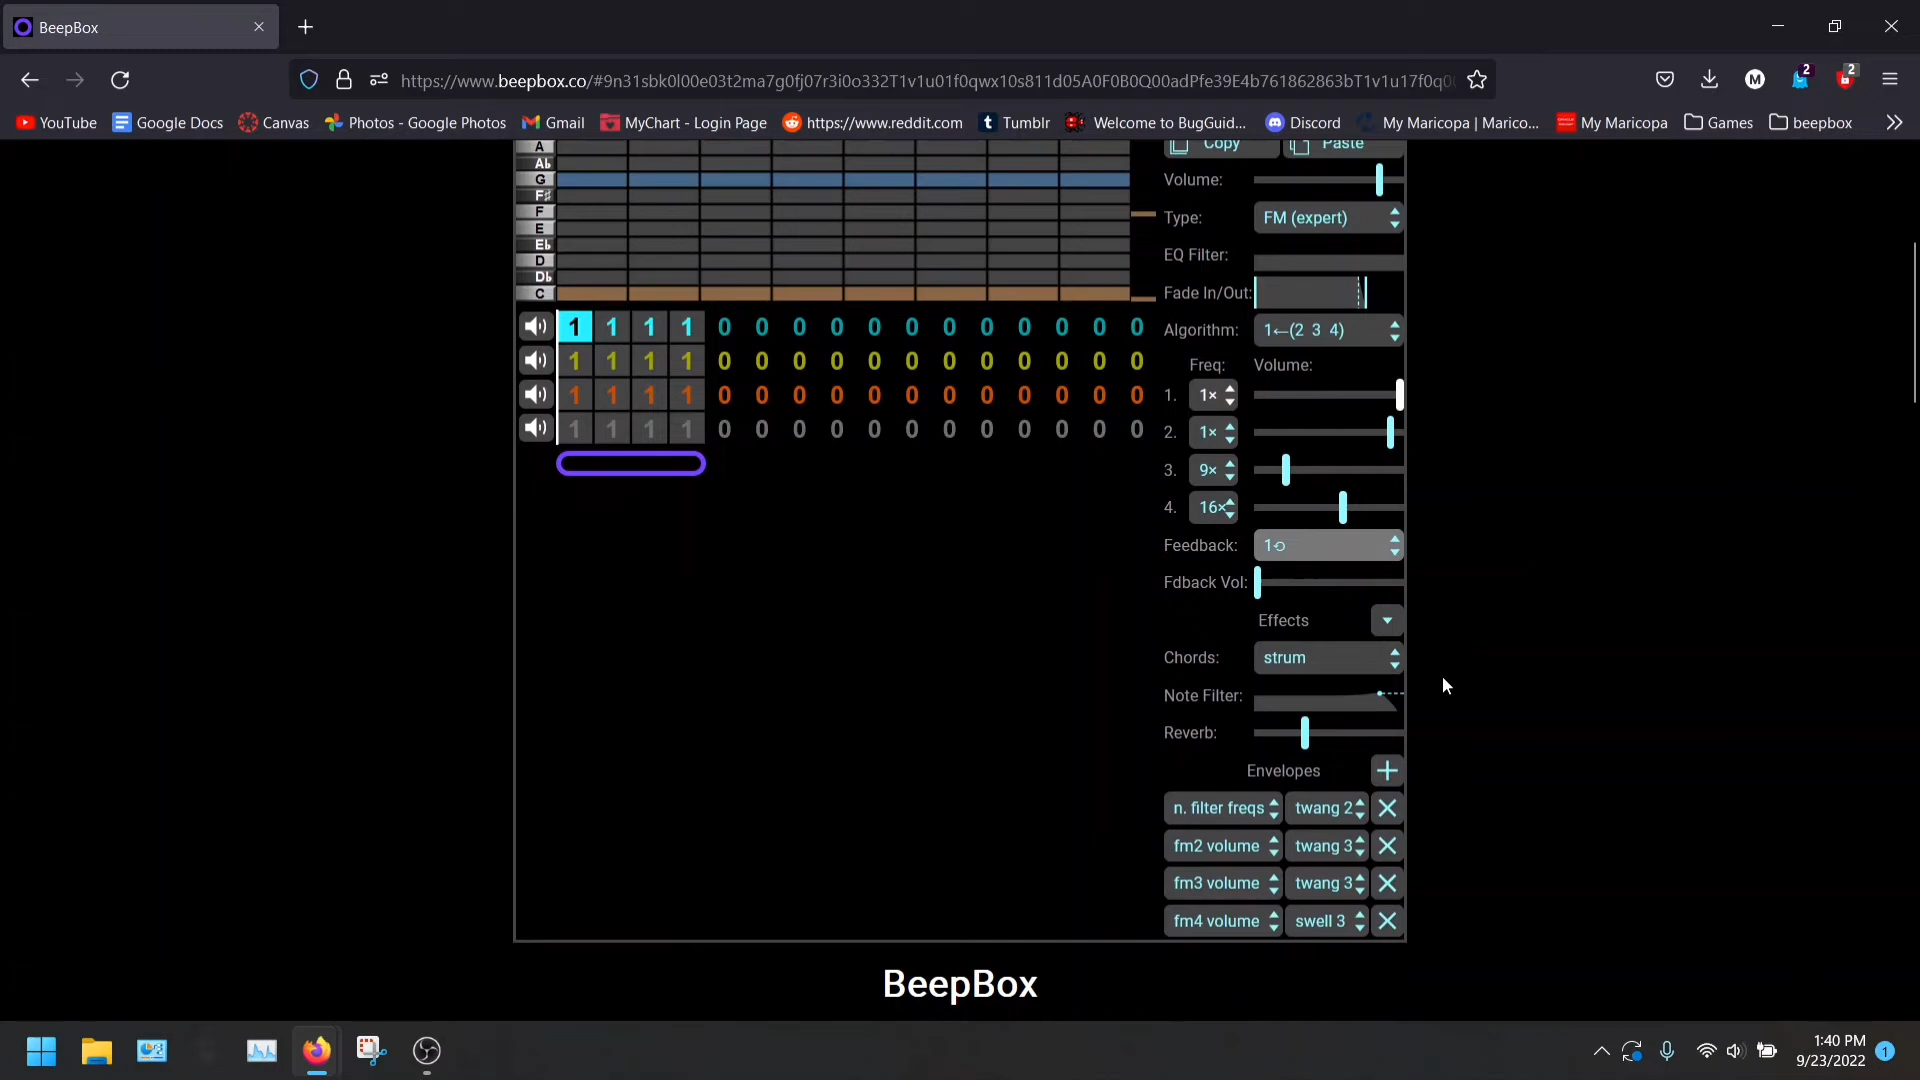 BeepBox
https://www.beepbox.co/#9n31sbk0l00e03t2ma7g0fj07r3i0o332T1v1u01f0qwx10s811d05A0F0B0Q00adPfe39E4b761862863bT1v1u17f0q0
2
2
YouTube Google Docs Canvas Photos - Google Photos Gmail MyChart - Login Page https://www.reddit.com Tumblr Welcome to BugGuid... Discord My Maricopa | Marico... My Maricopa Games beepbox
A
A♭
G
F♯
F
E
E♭
D
D♭
C
1 1 1 1 0 0 0 0 0 0 0 0 0 0 0 0
1 1 1 1 0 0 0 0 0 0 0 0 0 0 0 0
1 1 1 1 0 0 0 0 0 0 0 0 0 0 0 0
1 1 1 1 0 0 0 0 0 0 0 0 0 0 0 0
Copy Paste
Volume:
Type: FM (expert)
EQ Filter:
Fade In/Out:
Algorithm: 1←(2 3 4)
Freq: Volume:
1. 1×
2. 1×
3. 9×
4. 16×
Feedback: 1⟲
Fdback Vol:
Effects
Chords: strum
Note Filter:
Reverb:
Envelopes
n. filter freqs twang 2
fm2 volume twang 3
fm3 volume twang 3
fm4 volume swell 3
BeepBox
1:40 PM
9/23/2022
1